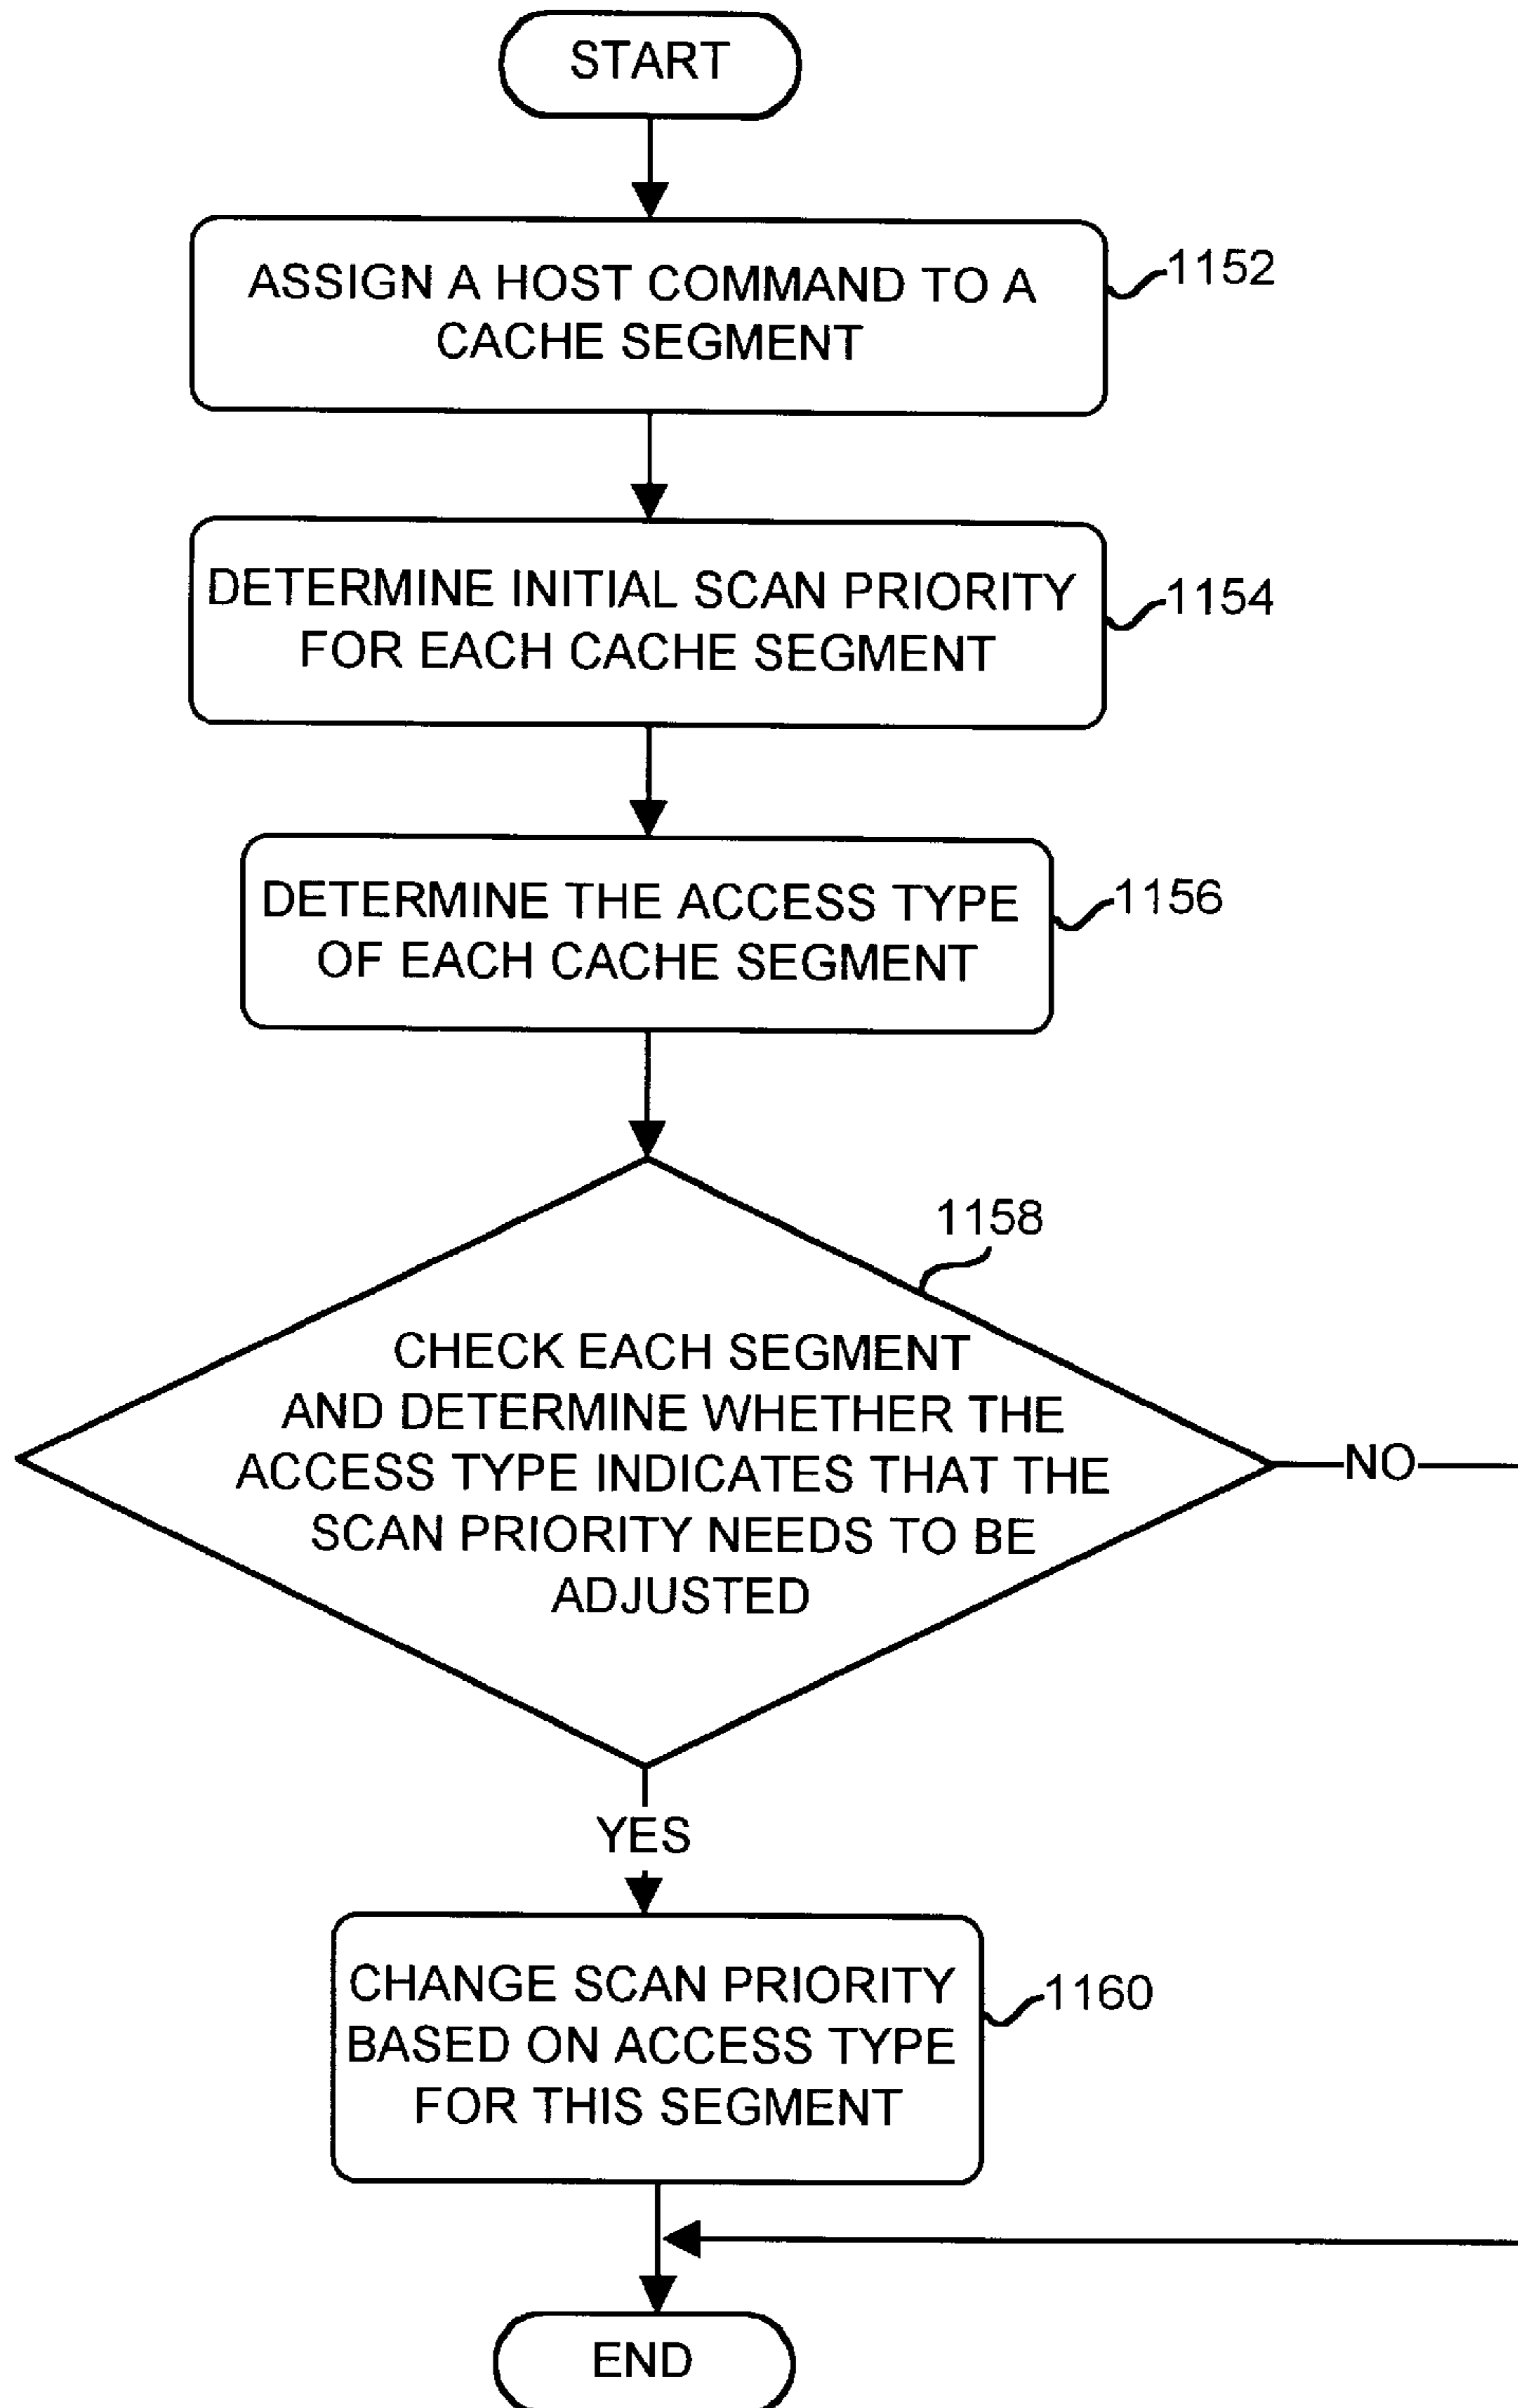 START
ASSIGN A HOST COMMAND TO A
CACHE SEGMENT
1152
DETERMINE INITIAL SCAN PRIORITY
FOR EACH CACHE SEGMENT
1154
DETERMINE THE ACCESS TYPE
OF EACH CACHE SEGMENT
1156
1158
CHECK EACH SEGMENT
AND DETERMINE WHETHER THE
ACCESS TYPE INDICATES THAT THE
SCAN PRIORITY NEEDS TO BE
ADJUSTED
NO
YES
CHANGE SCAN PRIORITY
BASED ON ACCESS TYPE
FOR THIS SEGMENT
1160
END